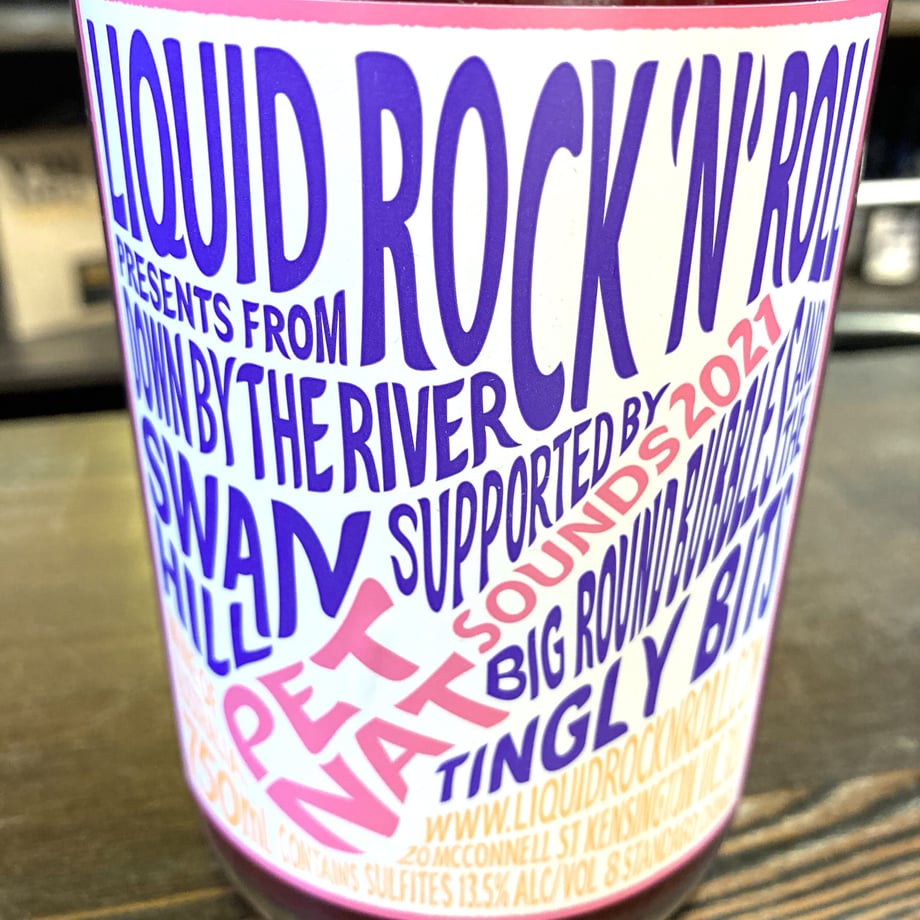 LIQUID ROCK 'N' ROLL
PRESENTS FROM
DOWN BY THE RIVER
SWAN
HILL
SUPPORTED BY
PET
NAT
SOUNDS 2021
BIG ROUND BUBBLES AND
THE
TINGLY BITS
WWW.LIQUIDROCKNROLL
20 MCCONNELL ST KENSINGTON
750ML
CONTAINS SULFITES 13.5% ALC/VOL 8 STANDARD